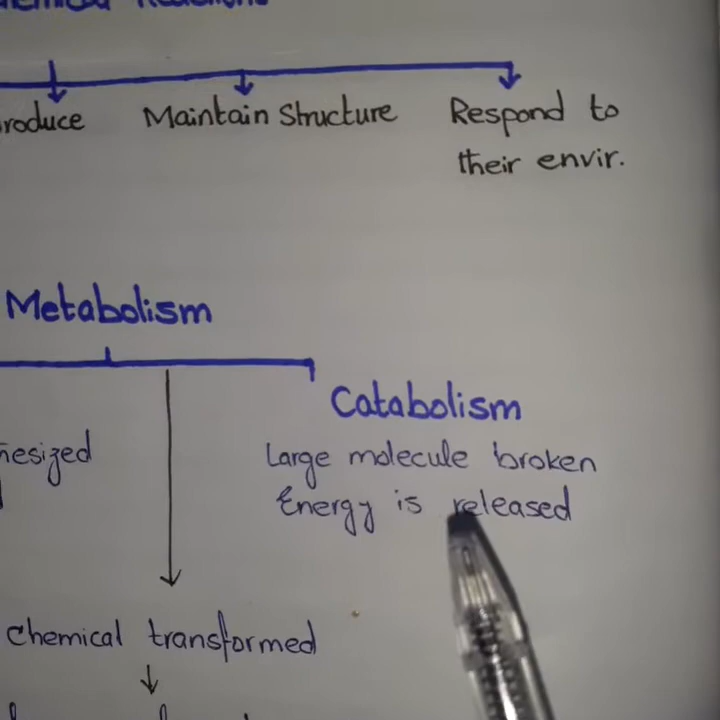 Maintain Structure
Respond to
their envir.
Metabolism
Catabolism
Large molecule broken
Energy is released
Chemical transformed